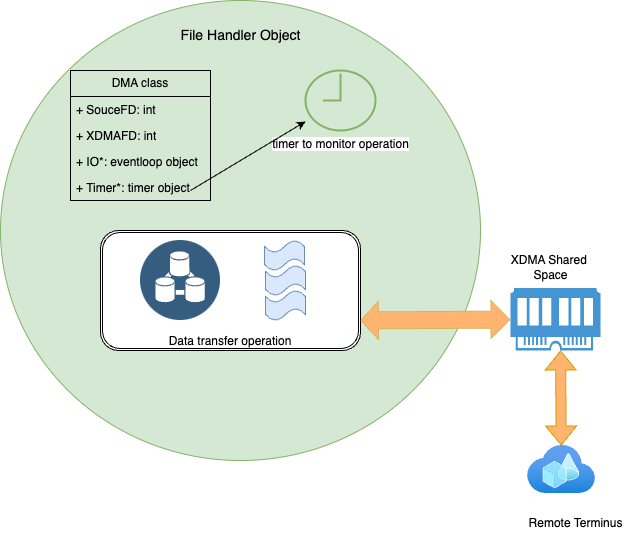 File Handler Object
DMA class
+ SouceFD: int
+ XDMAFD: int
+ IO*: eventloop object
+ Timer*: timer object
timer to monitor operation
Data transfer operation
XDMA Shared
Space
Remote Terminus